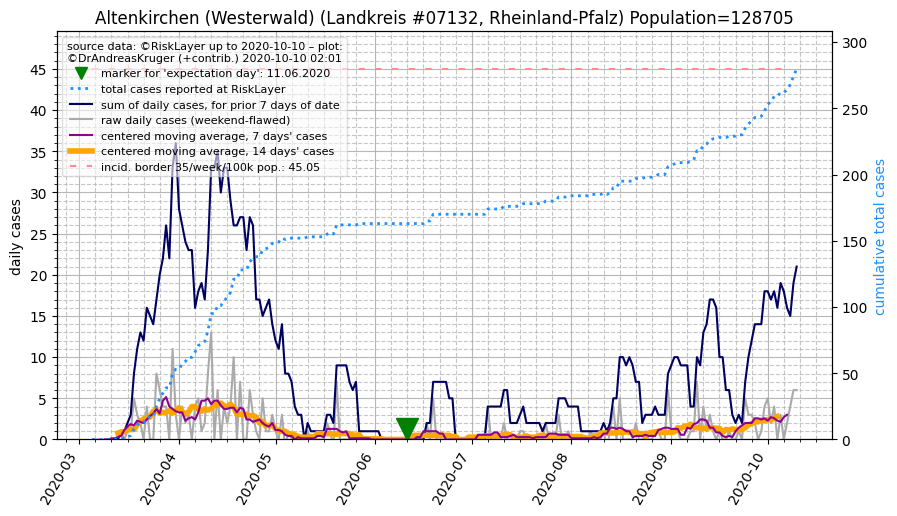 Altenkirchen (Westerwald) (Landkreis #07132, Rheinland-Pfalz) Population=128705
source data: ©RiskLayer up to 2020-10-10 – plot:
©DrAndreasKruger (+contrib.) 2020-10-10 02:01
marker for 'expectation day': 11.06.2020
total cases reported at RiskLayer
sum of daily cases, for prior 7 days of date
raw daily cases (weekend-flawed)
centered moving average, 7 days' cases
centered moving average, 14 days' cases
incid. border 35/week/100k pop.: 45.05
daily cases
45
40
35
30
25
20
15
10
5
0
300
250
200
150
100
50
0
cumulative total cases
2020-03
2020-04
2020-05
2020-06
2020-07
2020-08
2020-09
2020-10